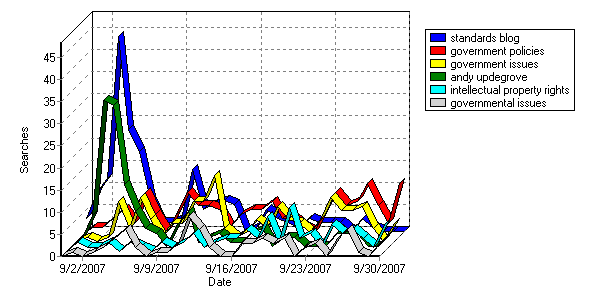 standards blog
government policies
government issues
andy updegrove
intellectual property rights
governmental issues
Searches
45
40
35
30
25
20
15
10
5
0
9/2/2007 9/9/2007 9/16/2007 9/23/2007 9/30/2007
Date